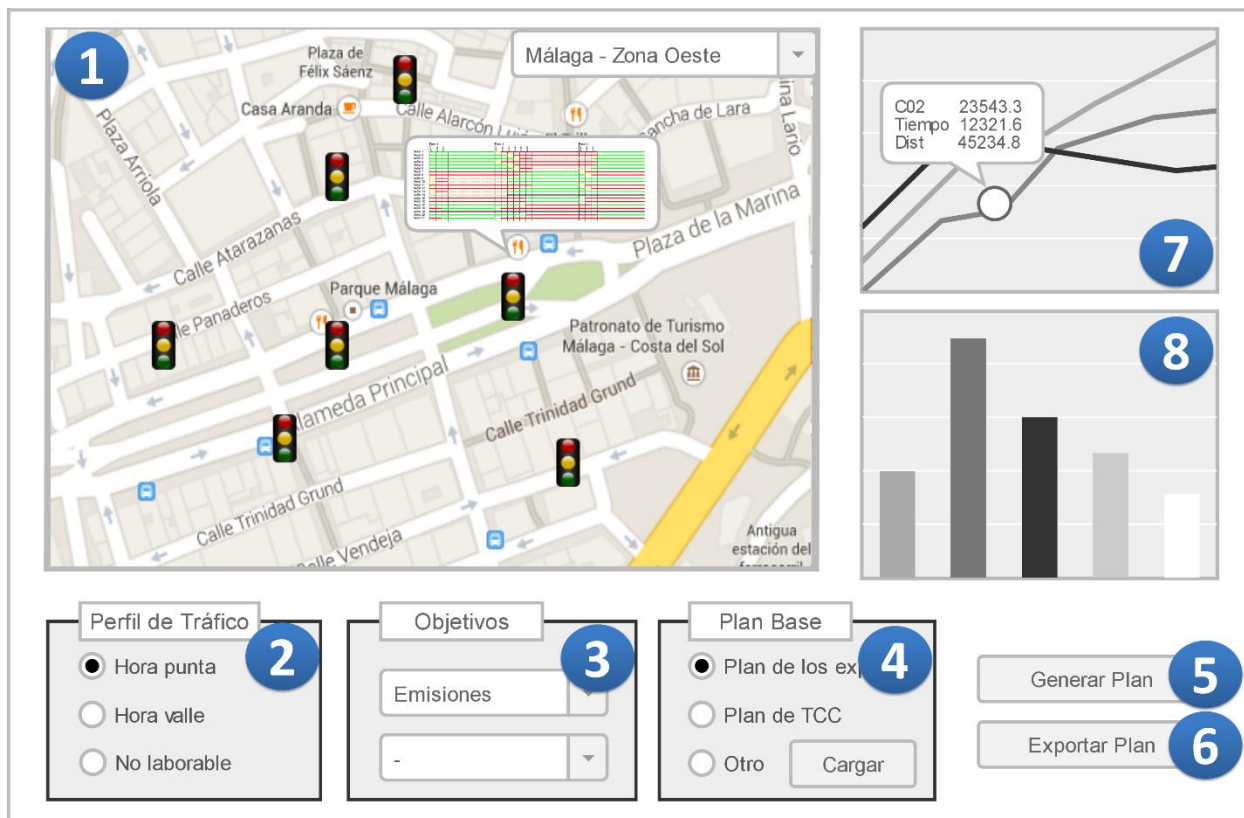 1
Málaga - Zona Oeste
Plaza de
Félix Sáenz
Casa Aranda
Calle Alarcón
Sancha de Lara
Plaza Arriola
Calle Atarazanas
Plaza de la Marina
Parque Málaga
Panaderos
Patronato de Turismo
Málaga - Costa del Sol
Alameda Principal
Calle Trinidad Grund
Calle Trinidad Grund
Calle Vendeja
Antigua
estación del
C02 23543.3
Tiempo 12321.6
Dist 45234.8
7
8
Perfil de Tráfico
2
Hora punta
Hora valle
No laborable
Objetivos
3
Emisiones
-
Plan Base
4
Plan de los
Plan de TCC
Otro
Cargar
Generar Plan
5
Exportar Plan
6